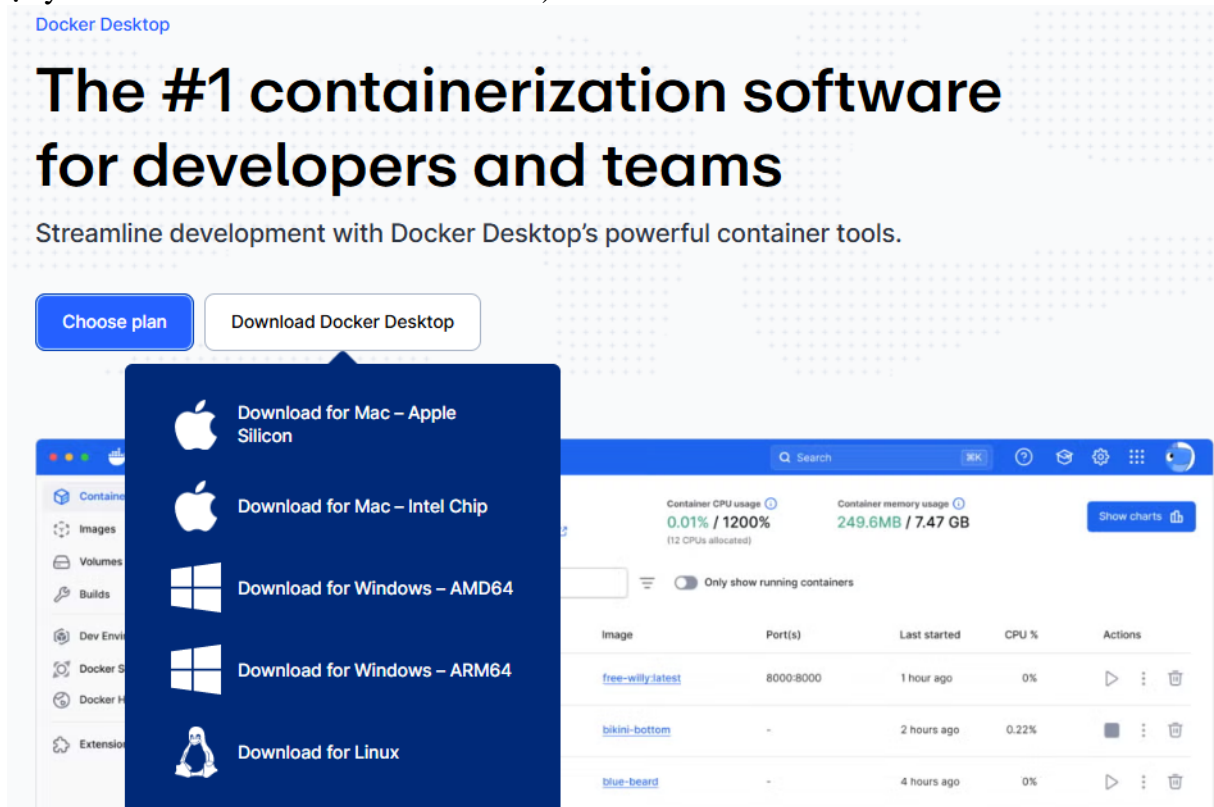 Docker Desktop
The #1 containerization software
for developers and teams
Streamline development with Docker Desktop's powerful container tools.
Choose plan
Download Docker Desktop
Download for Mac – Apple
Silicon
Download for Mac – Intel Chip
Download for Windows – AMD64
Download for Windows – ARM64
Download for Linux
Search ⌘K
Images
Volumes
Builds
Container CPU usage
0.01% / 1200%
(12 CPUs allocated)
Container memory usage
249.6MB / 7.47 GB
Show charts
Only show running containers
Image Port(s) Last started CPU % Actions
free-willy:latest 8000:8000 1 hour ago 0%
bikini-bottom - 2 hours ago 0.22%
blue-beard - 4 hours ago 0%